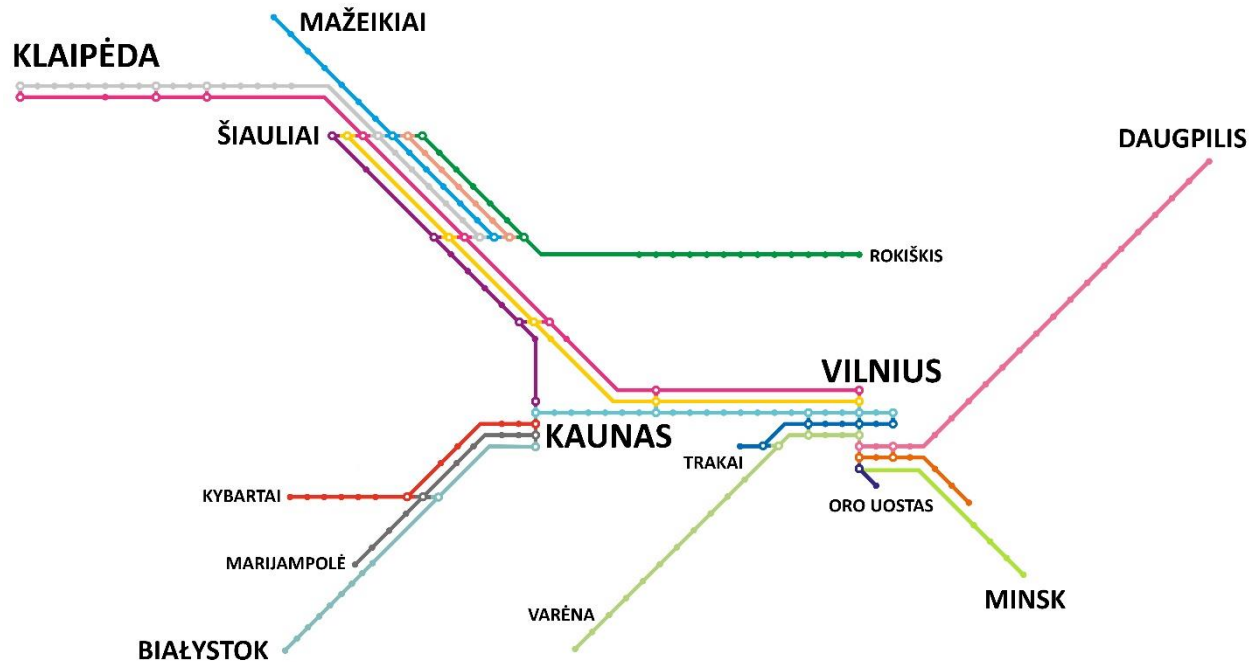 MAŽEIKIAI
KLAIPĖDA
ŠIAULIAI
DAUGPILIS
ROKIŠKIS
VILNIUS
KAUNAS
TRAKAI
KYBARTAI
ORO UOSTAS
MARIJAMPOLĖ
MINSK
VARĖNA
BIAŁYSTOK